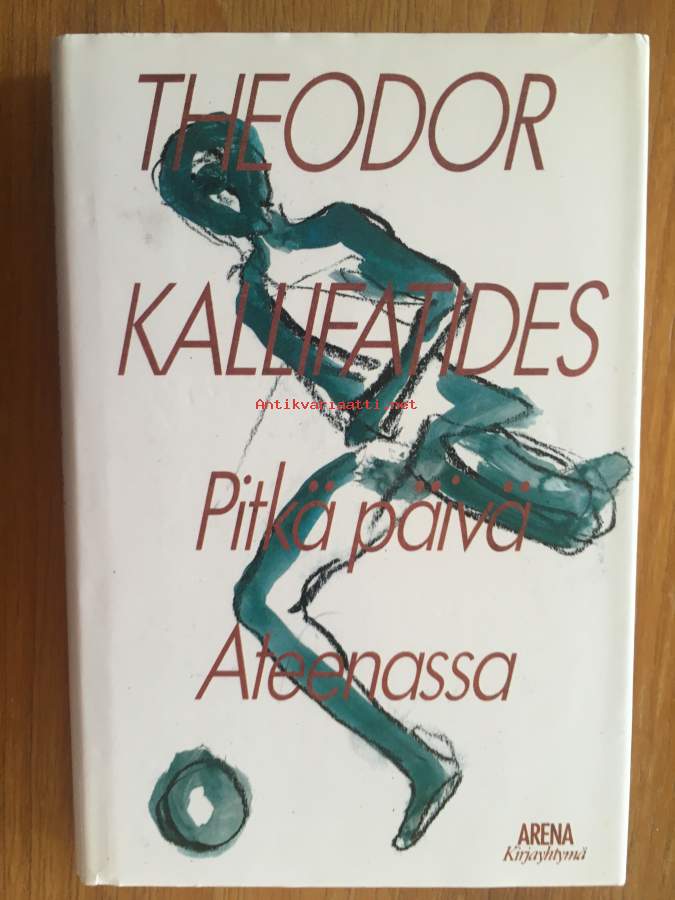 THEODOR
KALLIFATIDES
Antikvariaatti.net
Pitkä päivä
Ateenassa
ARENA
Kirjayhtymä